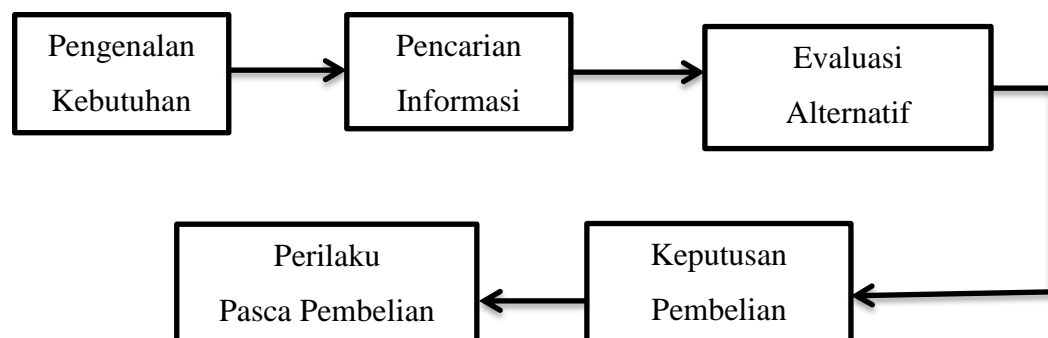 Pengenalan
Kebutuhan
Pencarian
Informasi
Evaluasi
Alternatif
Keputusan
Pembelian
Perilaku
Pasca Pembelian